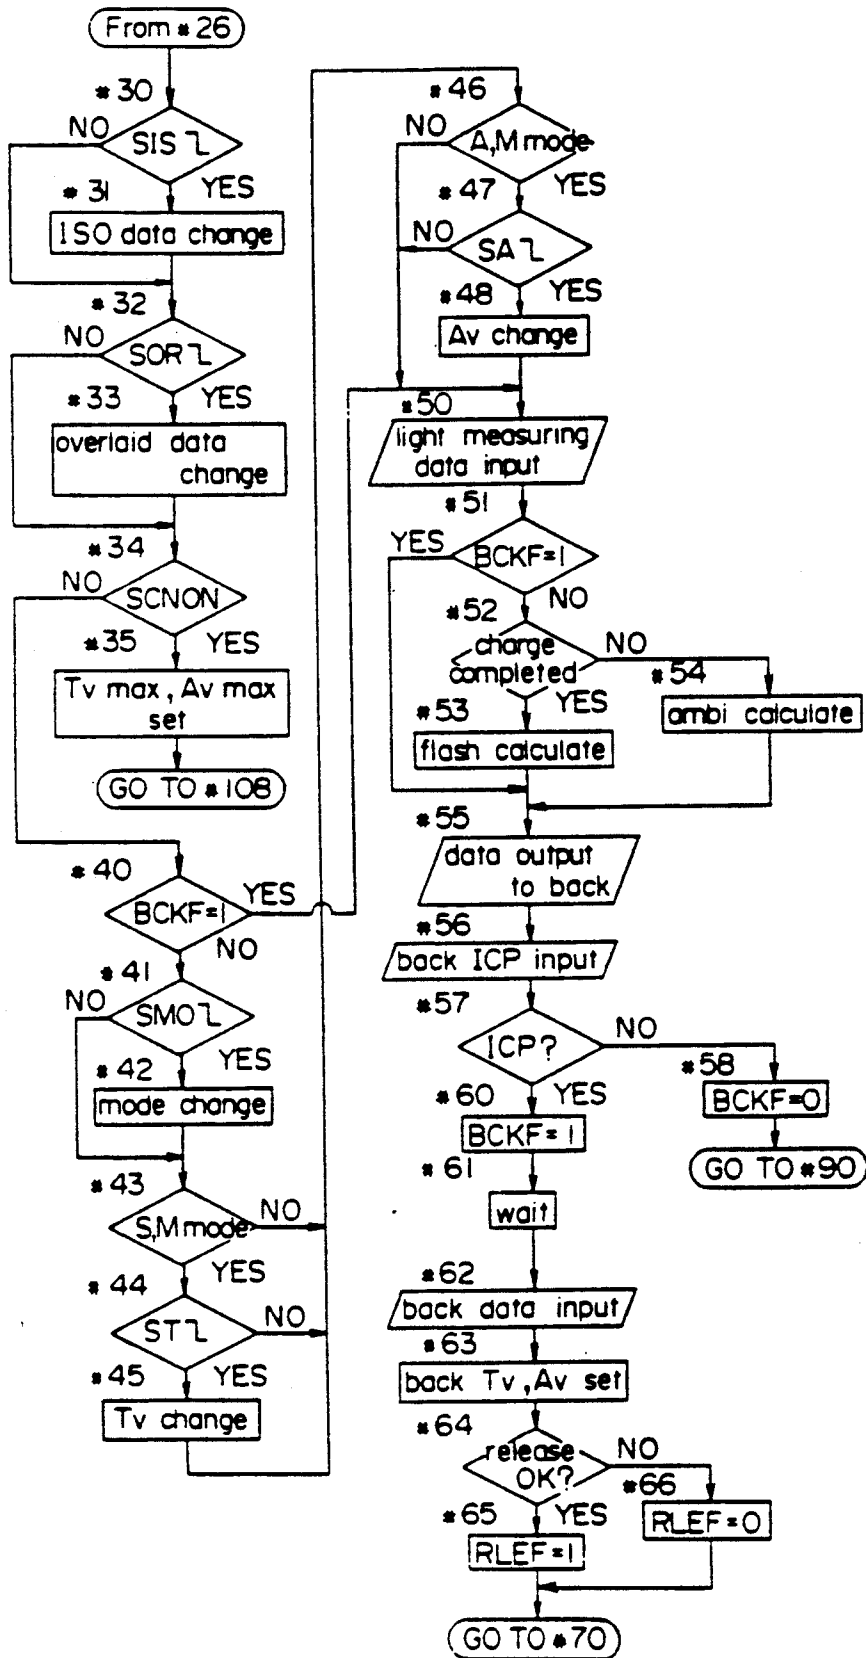 From *26
*30
NO
SIS
YES
*31
ISO data change
*32
NO
SOR
YES
*33
overlaid data
change
*34
NO
SCNON
YES
*35
Tv max, Av max
set
GO TO *108
*40
BCKF=1
YES
NO
*41
NO
SMO
YES
*42
mode change
*43
S,M mode
NO
YES
*44
ST
NO
YES
*45
Tv change
*46
NO
A,M mode
YES
*47
NO
SA
YES
*48
Av change
*50
light measuring
data input
*51
YES
BCKF=1
NO
*52
charge
completed
NO
YES
*53
flash calculate
*54
ambi calculate
*55
data output
to back
*56
back ICP input
*57
ICP?
NO
YES
*58
BCKF=0
GO TO *90
*60
BCKF=1
*61
wait
*62
back data input
*63
back Tv, Av set
*64
release
OK?
NO
YES
*65
RLEF=1
*66
RLEF=0
GO TO *70